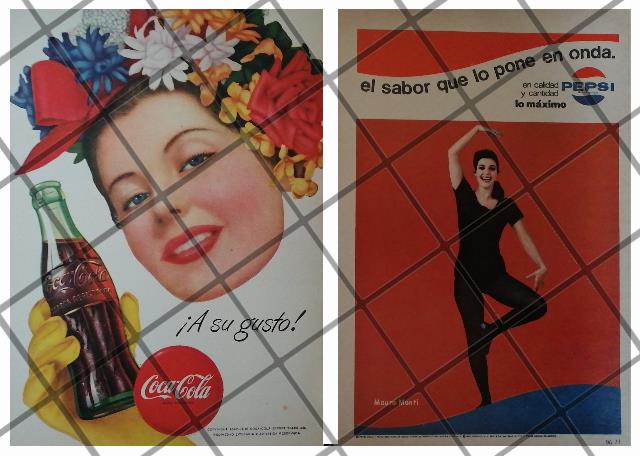 Coca-Cola
¡A su gusto!
Coca-Cola
el sabor que lo pone en onda.
en calidad
y cantidad
lo máximo
PEPSI
Mauro Monti